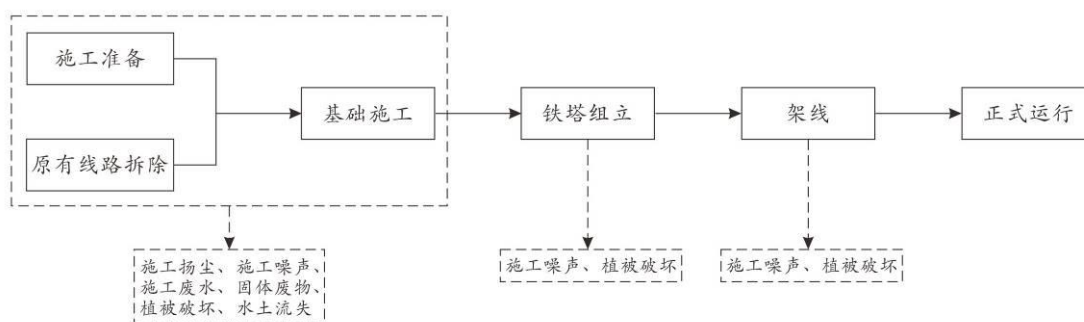 施工准备
原有线路拆除
基础施工
铁塔组立
架线
正式运行
施工扬尘、施工噪声、
施工废水、固体废物、
植被破坏、水土流失
施工噪声、植被破坏
施工噪声、植被破坏